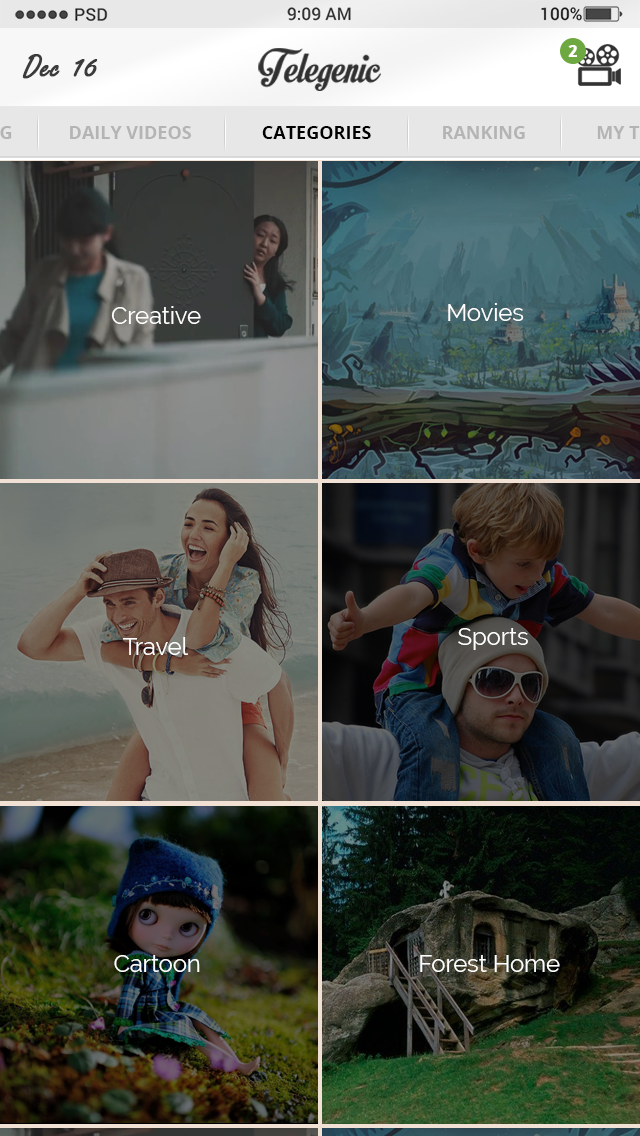 PSD 9:09 AM 100%
Dec 16 Telegenic 2
G DAILY VIDEOS CATEGORIES RANKING MY T
Creative Movies
Travel Sports
Cartoon Forest Home